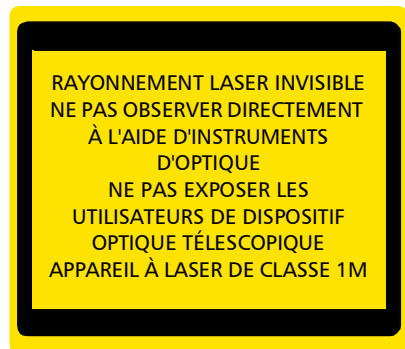 RAYONNEMENT LASER INVISIBLE
NE PAS OBSERVER DIRECTEMENT
À L'AIDE D'INSTRUMENTS
D'OPTIQUE
NE PAS EXPOSER LES
UTILISATEURS DE DISPOSITIF
OPTIQUE TÉLESCOPIQUE
APPAREIL À LASER DE CLASSE 1M